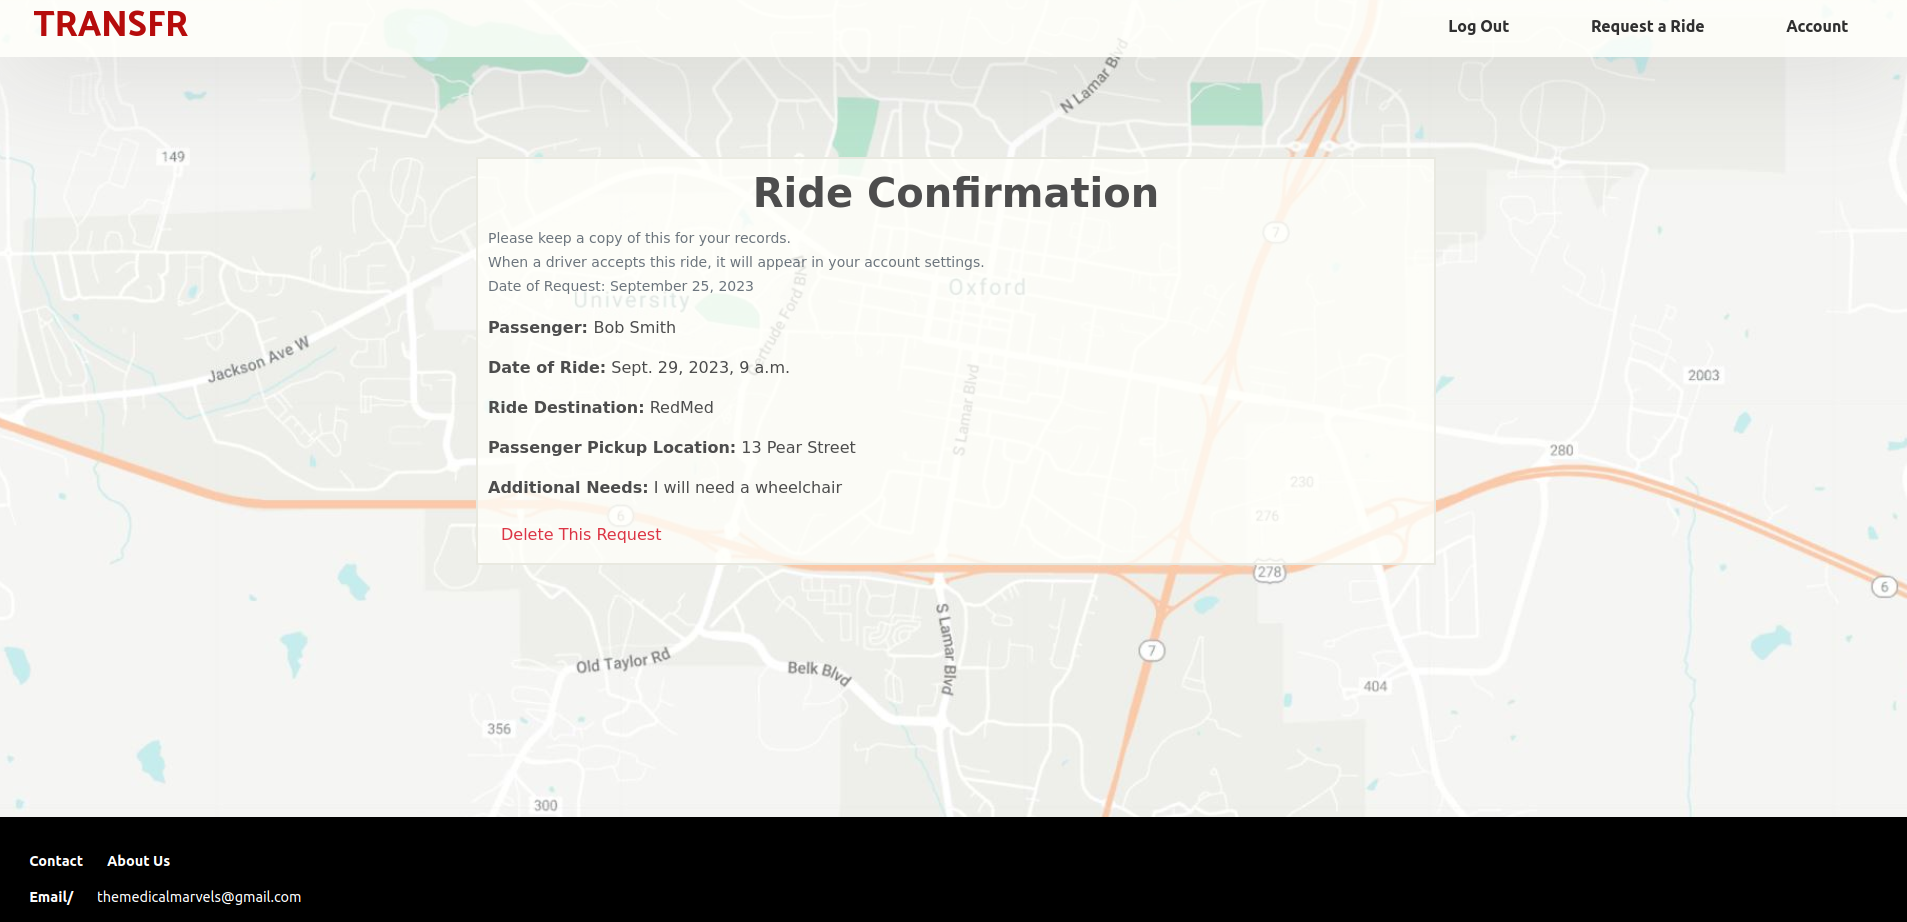 TRANSFR
Log Out
Request a Ride
Account
N Lamar Blvd
149
Ride Confirmation
Please keep a copy of this for your records.
7
When a driver accepts this ride, it will appear in your account settings.
Date of Request: September 25, 2023
Oxford
University
Passenger: Bob Smith
Jackson Ave W
Date of Ride: Sept. 29, 2023, 9 a.m.
2003
Ride Destination: RedMed
S Lamar Blvd
Passenger Pickup Location: 13 Pear Street
280
Additional Needs: I will need a wheelchair
230
6
276
Delete This Request
278
6
S Lamar Blvd
7
Old Taylor Rd
Belk Blvd
404
356
300
Contact
About Us
Email/
themedicalmarvels@gmail.com